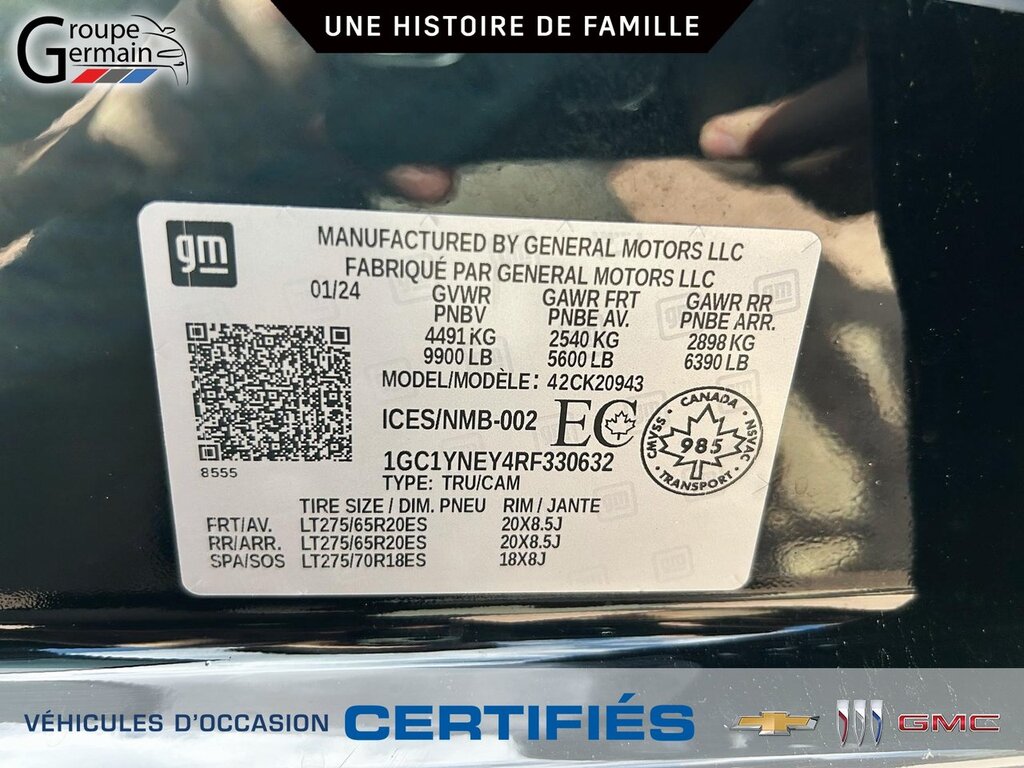 Groupe
Germain
UNE HISTOIRE DE FAMILLE
gm
MANUFACTURED BY GENERAL MOTORS LLC
FABRIQUÉ PAR GENERAL MOTORS LLC
01/24 GVWR GAWR FRT GAWR RR
PNBV PNBE AV. PNBE ARR.
4491 KG 2540 KG 2898 KG
9900 LB 5600 LB 6390 LB
MODEL/MODÈLE: 42CK20943
ICES/NMB-002 EC
CANADA
CMVSS 985 NSVAC
TRANSPORT
1GC1YNEY4RF330632
8555
TYPE: TRU/CAM
TIRE SIZE / DIM. PNEU RIM / JANTE
FRT/AV. LT275/65R20ES 20X8.5J
RR/ARR. LT275/65R20ES 20X8.5J
SPA/SOS LT275/70R18ES 18X8J
VÉHICULES D'OCCASION CERTIFIÉS GMC